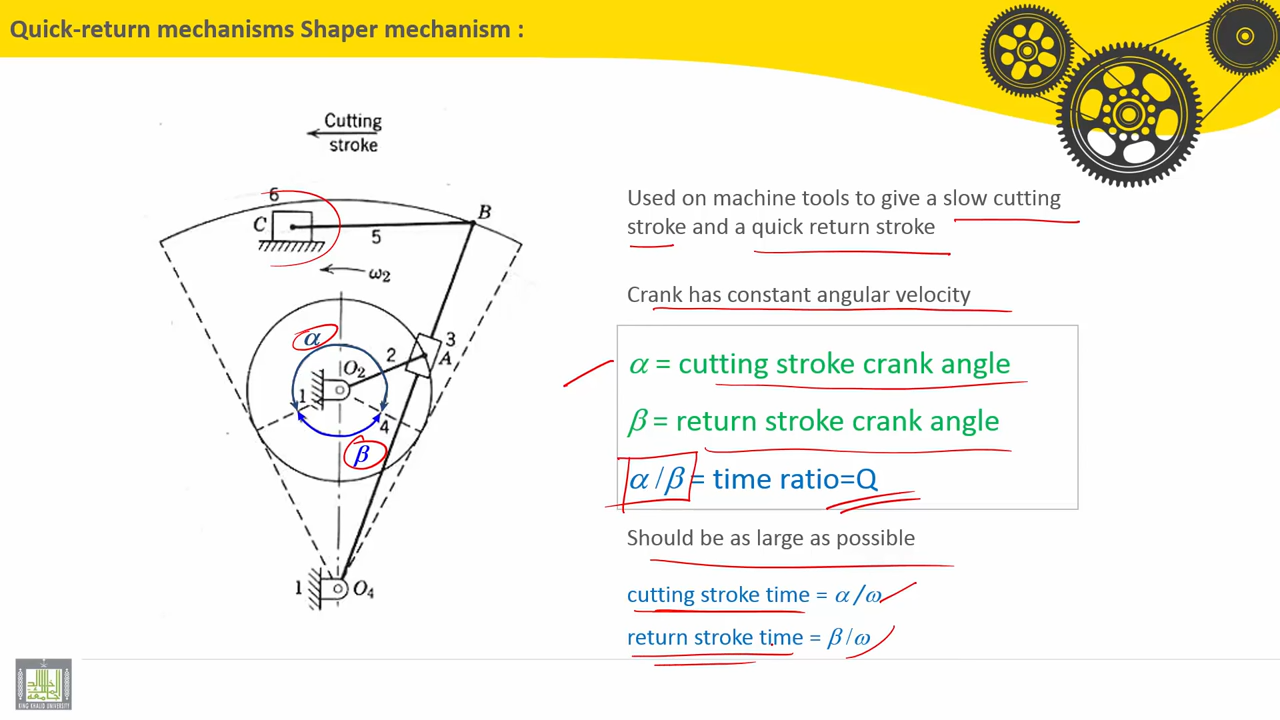 Quick-return mechanisms Shaper mechanism :
Cutting
stroke
6
C
B
5
ω₂
α
3
2
A
O₂
1
4
β
1
O₄
Used on machine tools to give a slow cutting
stroke and a quick return stroke
Crank has constant angular velocity
α = cutting stroke crank angle
β = return stroke crank angle
α / β = time ratio=Q
Should be as large as possible
cutting stroke time = α/ω
return stroke time = β/ω
KING KHALID UNIVERSITY